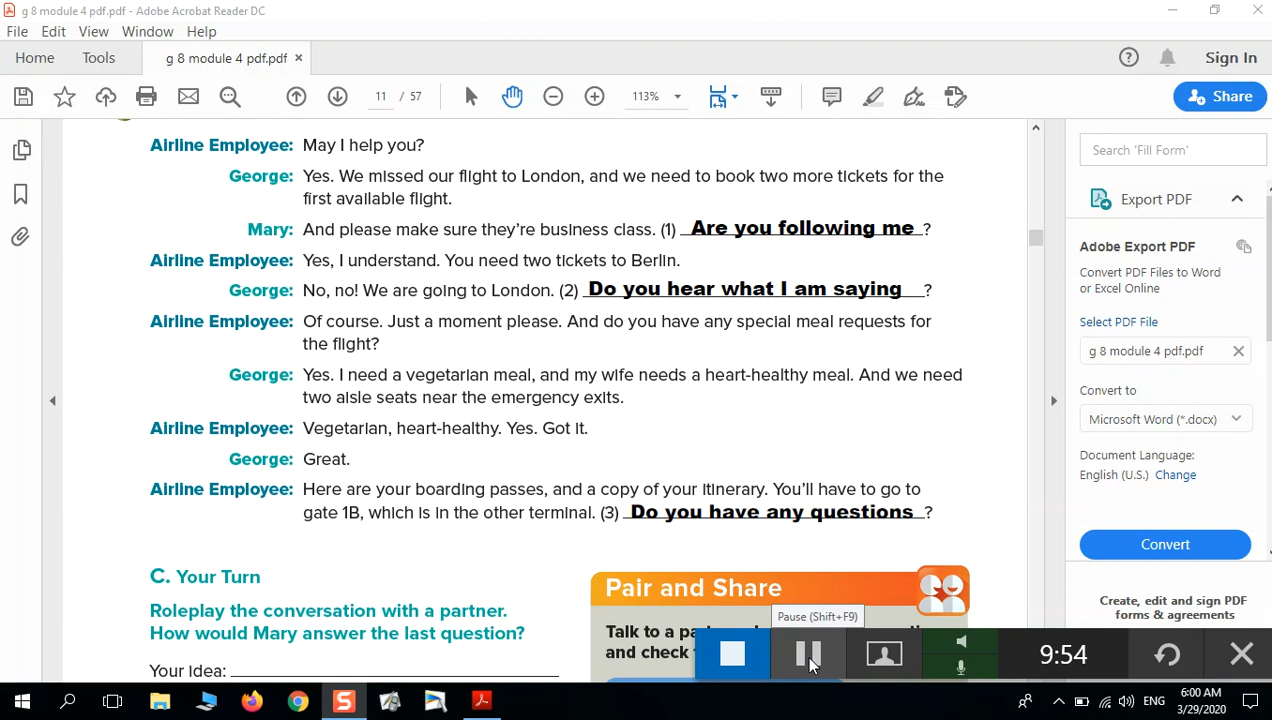 g 8 module 4 pdf.pdf - Adobe Acrobat Reader DC
File Edit View Window Help
Home Tools g 8 module 4 pdf.pdf × Sign In
11 / 57 113% Share
Airline Employee: May I help you?
George: Yes. We missed our flight to London, and we need to book two more tickets for the
first available flight.
Mary: And please make sure they're business class. (1) Are you following me ?
Airline Employee: Yes, I understand. You need two tickets to Berlin.
George: No, no! We are going to London. (2) Do you hear what I am saying ?
Airline Employee: Of course. Just a moment please. And do you have any special meal requests for
the flight?
George: Yes. I need a vegetarian meal, and my wife needs a heart-healthy meal. And we need
two aisle seats near the emergency exits.
Airline Employee: Vegetarian, heart-healthy. Yes. Got it.
George: Great.
Airline Employee: Here are your boarding passes, and a copy of your itinerary. You'll have to go to
gate 1B, which is in the other terminal. (3) Do you have any questions ?
C. Your Turn
Roleplay the conversation with a partner.
How would Mary answer the last question?
Your idea:
Pair and Share
Talk to a
and check
Pause (Shift+F9)
9:54
Search 'Fill Form'
Export PDF
Adobe Export PDF
Convert PDF Files to Word
or Excel Online
Select PDF File
g 8 module 4 pdf.pdf
Convert to
Microsoft Word (*.docx)
Document Language:
English (U.S.) Change
Convert
Create, edit and sign PDF
forms & agreements
ENG
6:00 AM
3/29/2020